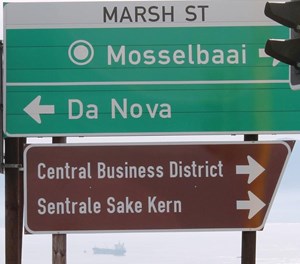 MARSH ST
Mosselbaai
Da Nova
Central Business District
Sentrale Sake Kern